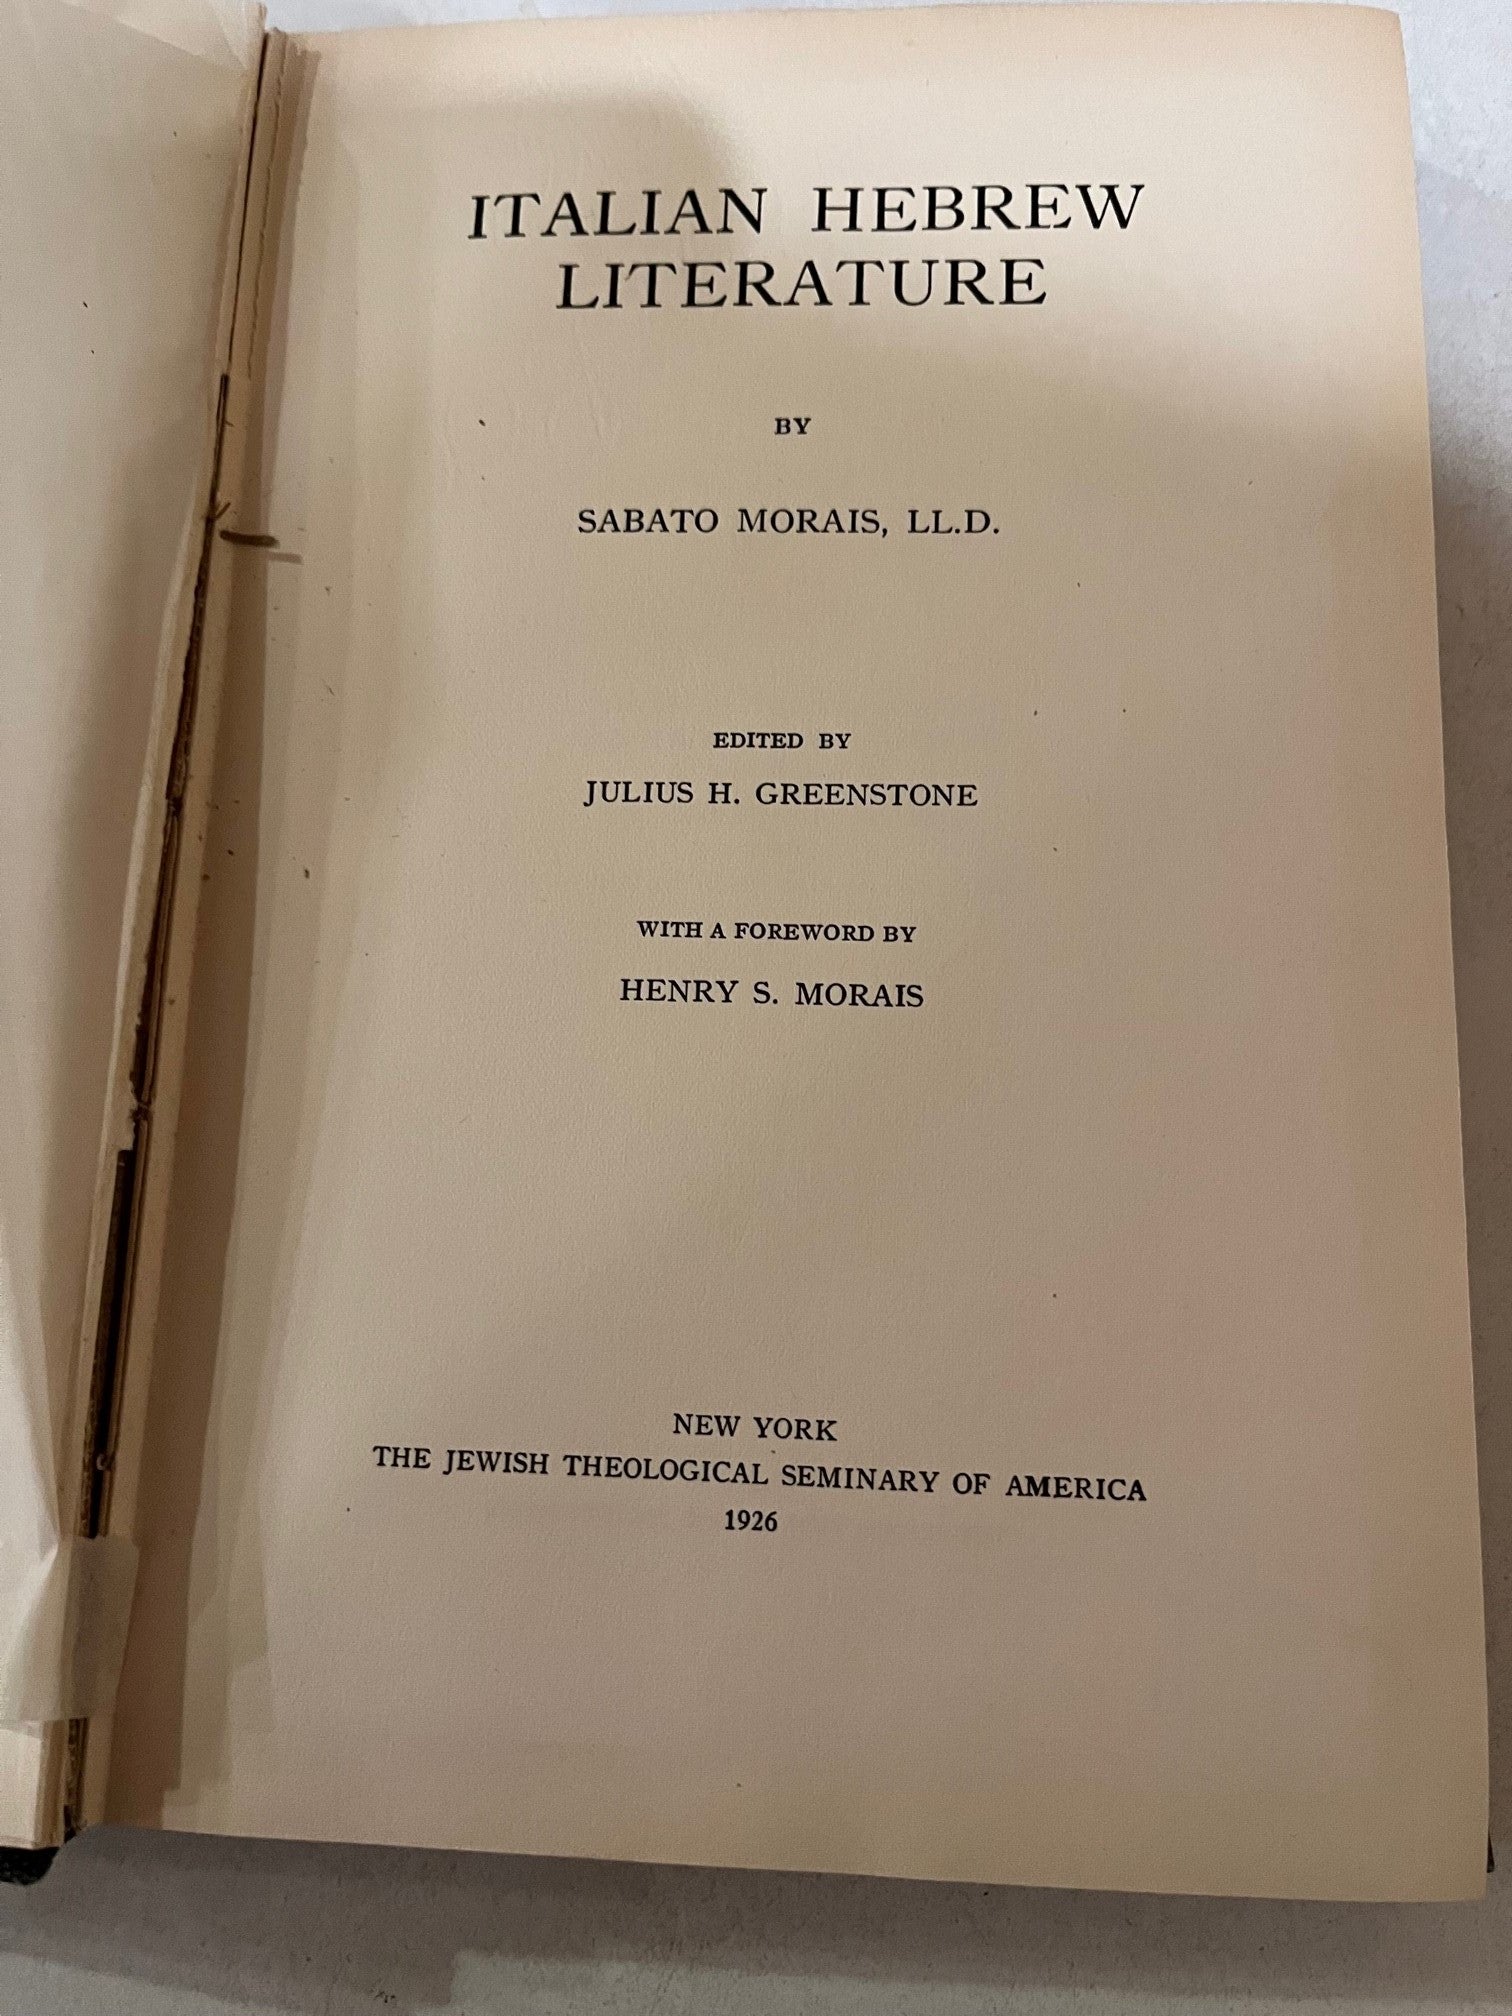 ITALIAN HEBREW
LITERATURE
BY
SABATO MORAIS, LL.D.
EDITED BY
JULIUS H. GREENSTONE
WITH A FOREWORD BY
HENRY S. MORAIS
NEW YORK
THE JEWISH THEOLOGICAL SEMINARY OF AMERICA
1926